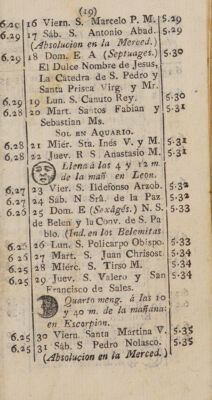 (19)
6.29 16 Viern. S. Marcelo P. M. 5.29
6.29 17 Sáb. S. Antonio Abad. 5.29
(Absolucion en la Merced.)
6.29 18 Dom. E A (Septuages.) 5.30
El Dulce Nombre de Jesus,
La Cátedra de S. Pedro y
Santa Prisca Virg. y Mr.
6.29 19 Lun. S. Canuto Rey. 5.30
6.28 20 Mart. Santos Fabian y 5-31
Sebastian Ms.
Sol en Aquario.
6.28 21 Miér. Sta. Inés V. y M. 5-31
6.28 22 Juev. R S Anastasio M. 5-31
Llena á las 4 y 12 m.
de la mañ en Leon.
6,27 23 Vier. S. Ildefonso Arzob. 5-32
6-27 24 Sáb. N Srâ. de la Paz 5-32
6.26 25 Dom. E (Sexâgés.) N. S. 5-33
de Belen y la Conv. de S. Pa
blo. (Ind. en los Belemitas
6.26 26 Lun. S. Policarpo Obispo. 5-33
6.26 27 Mart. S. Juan Chrisost 5-34
6.25 28 Miérc. S. Tirso M. 5-34
6.25 29 Juev. S. Valero y San 5-34
Francisco de Sales.
Quarto meng. á las 10
y 40 m. de la mañana:
en Escorpion.
6.25 30 Viern. Santa Martina V. 5-35
6.25 31 Sáb. S Pedro Nolasco. 5-35
(Absolucion en la Merced.)